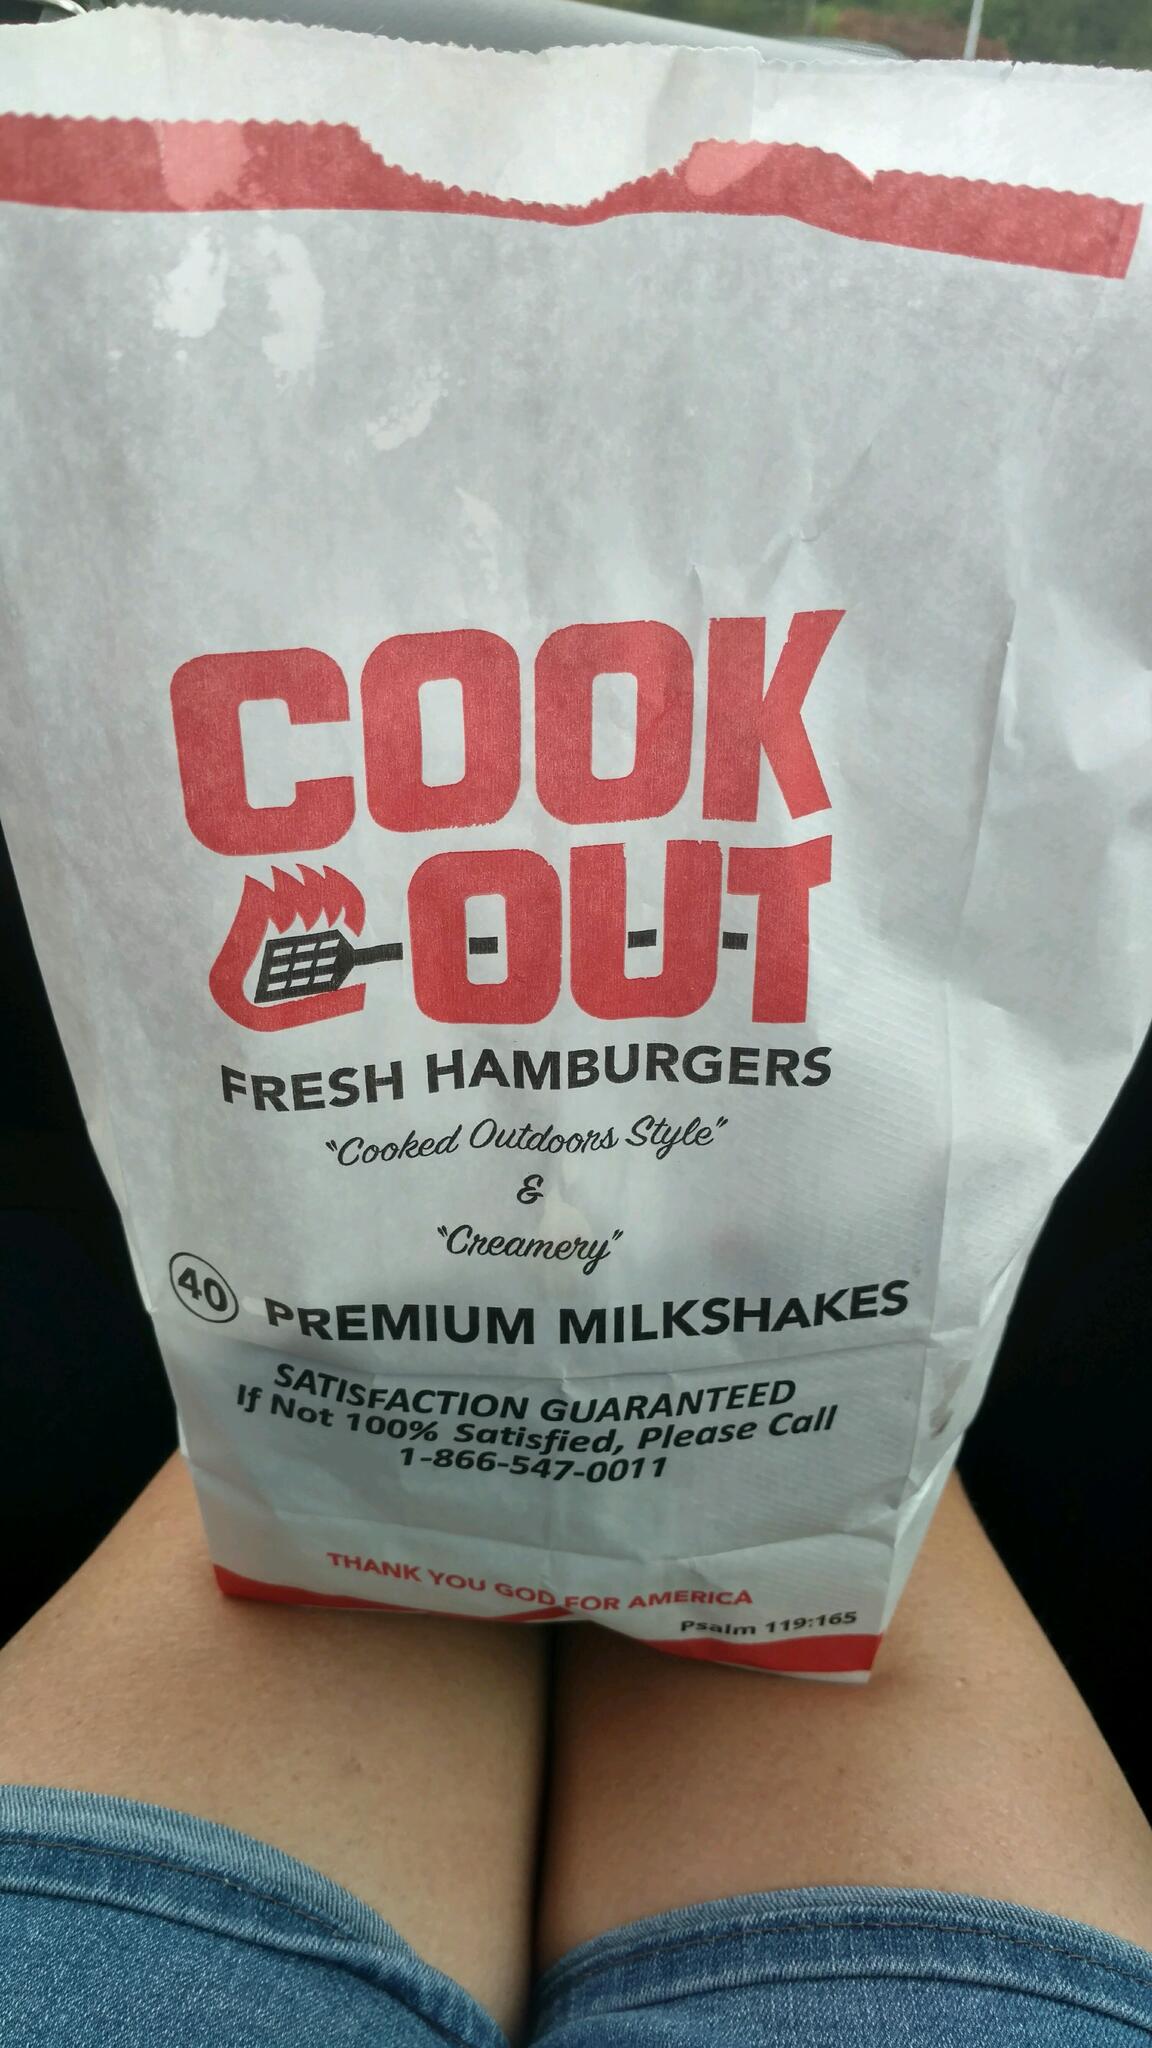 COOK
OUT
FRESH HAMBURGERS
"Cooked Outdoors Style"
&
"Creamery"
40 PREMIUM MILKSHAKES
SATISFACTION GUARANTEED
If Not 100% Satisfied, Please Call
1-866-547-0011
THANK YOU GOD FOR AMERICA
Psalm 119:165